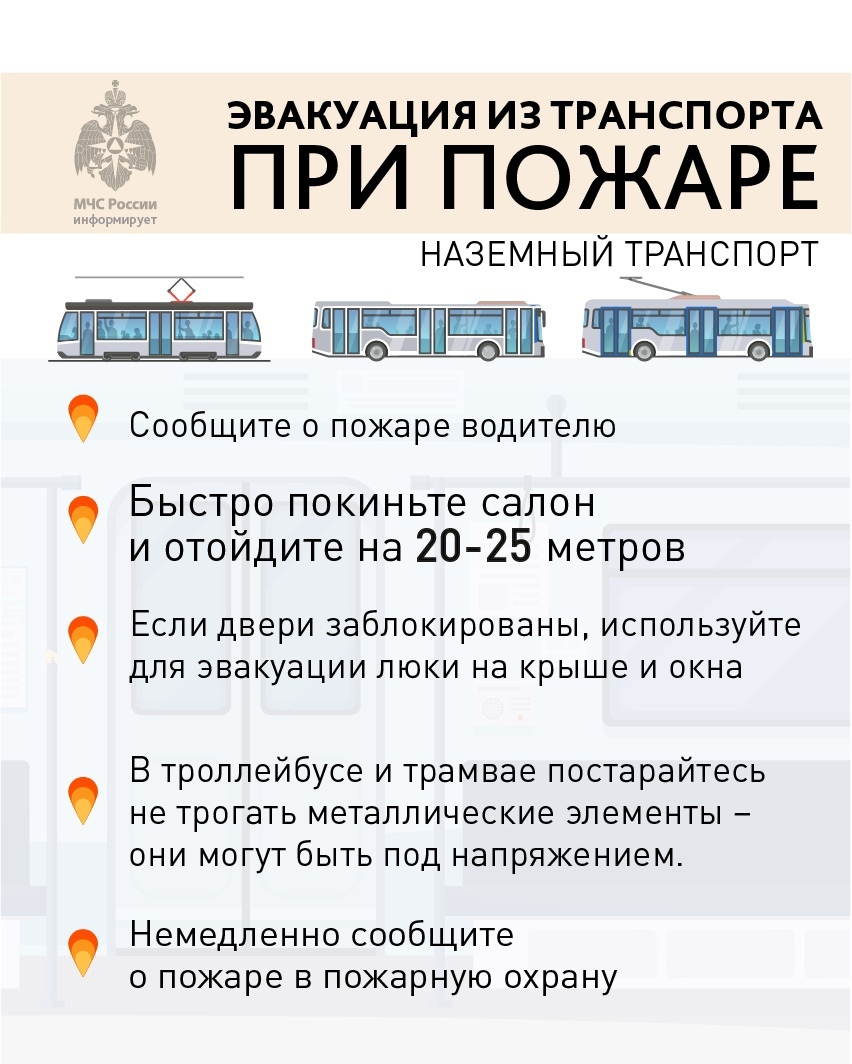 МЧС России
информирует
ЭВАКУАЦИЯ ИЗ ТРАНСПОРТА
ПРИ ПОЖАРЕ
НАЗЕМНЫЙ ТРАНСПОРТ
Сообщите о пожаре водителю
Быстро покиньте салон
и отойдите на 20-25 метров
Если двери заблокированы, используйте
для эвакуации люки на крыше и окна
В троллейбусе и трамвае постарайтесь
не трогать металлические элементы –
они могут быть под напряжением.
Немедленно сообщите
о пожаре в пожарную охрану